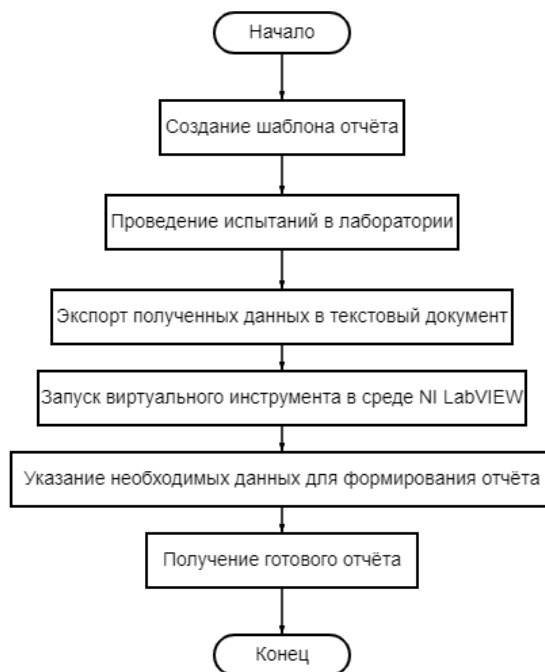 Начало
Создание шаблона отчёта
Проведение испытаний в лаборатории
Экспорт полученных данных в текстовый документ
Запуск виртуального инструмента в среде NI LabVIEW
Указание необходимых данных для формирования отчёта
Получение готового отчёта
Конец